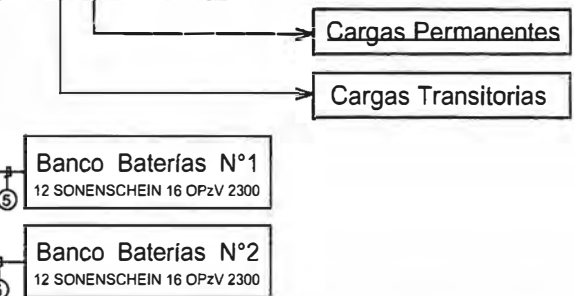 Cargas Permanentes
Cargas Transitorias
Banco Baterías N°1
12 SONENSCHEIN 16 OPzV 2300
5
Banco Baterías N°2
12 SONENSCHEIN 16 OPzV 2300